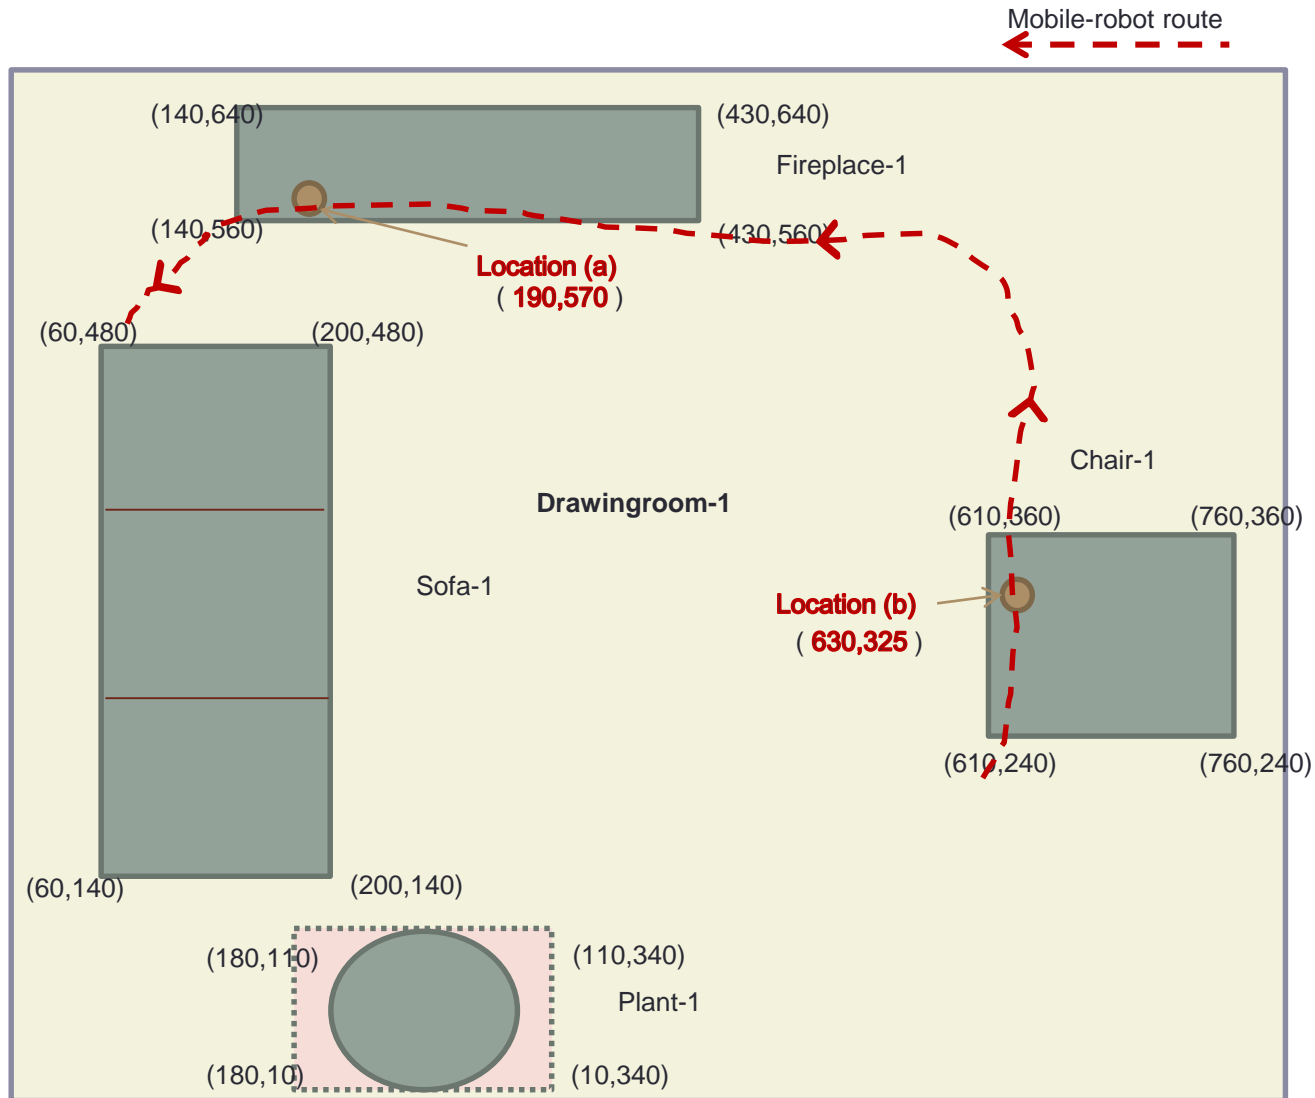 Mobile-robot route
(140,640)
(430,640)
Fireplace-1
(140,560)
(430,560)
Location (a)
( 190,570 )
(60,480)
(200,480)
Chair-1
Drawingroom-1
(610,360)
(760,360)
Sofa-1
Location (b)
( 630,325 )
(610,240)
(760,240)
(60,140)
(200,140)
(180,110)
(110,340)
Plant-1
(180,10)
(10,340)